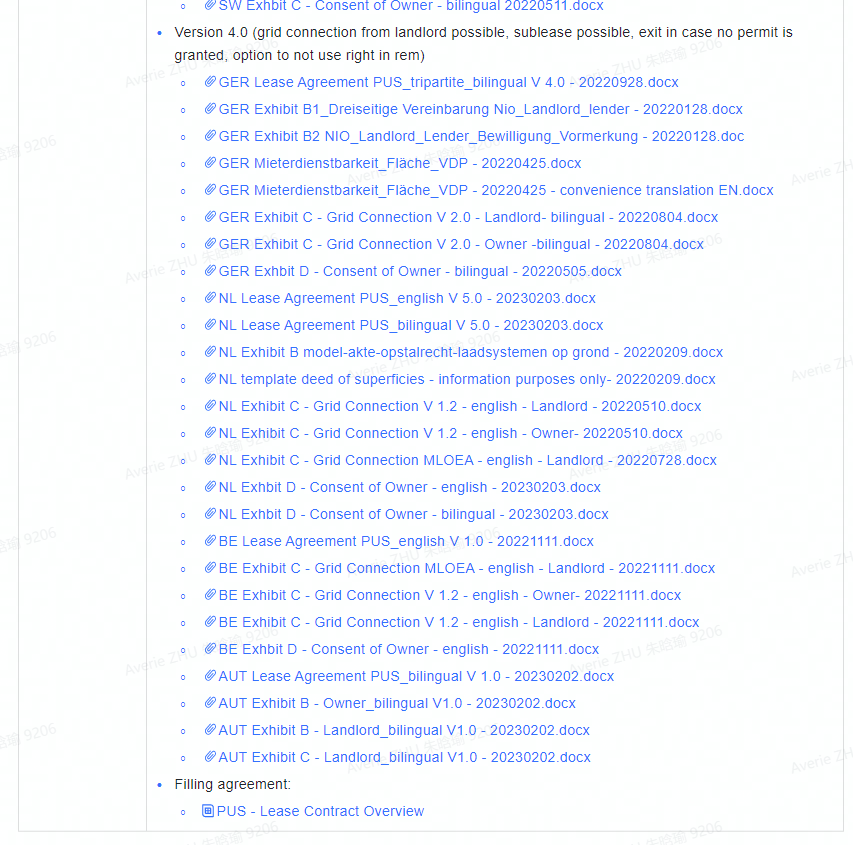 SW Exhbit C - Consent of Owner - bilingual 20220511.docx
Version 4.0 (grid connection from landlord possible, sublease possible, exit in case no permit is
granted, option to not use right in rem)
GER Lease Agreement PUS_tripartite_bilingual V 4.0 - 20220928.docx
GER Exhibit B1_Dreiseitige Vereinbarung Nio_Landlord_lender - 20220128.docx
GER Exhibit B2 NIO_Landlord_Lender_Bewilligung_Vormerkung - 20220128.doc
GER Mieterdienstbarkeit_Fläche_VDP - 20220425.docx
GER Mieterdienstbarkeit_Fläche_VDP - 20220425 - convenience translation EN.docx
GER Exhibit C - Grid Connection V 2.0 - Landlord- bilingual - 20220804.docx
GER Exhibit C - Grid Connection V 2.0 - Owner -bilingual - 20220804.docx
GER Exhbit D - Consent of Owner - bilingual - 20220505.docx
NL Lease Agreement PUS_english V 5.0 - 20230203.docx
NL Lease Agreement PUS_bilingual V 5.0 - 20230203.docx
NL Exhibit B model-akte-opstalrecht-laadsystemen op grond - 20220209.docx
NL template deed of superficies - information purposes only- 20220209.docx
NL Exhibit C - Grid Connection V 1.2 - english - Landlord - 20220510.docx
NL Exhibit C - Grid Connection V 1.2 - english - Owner- 20220510.docx
NL Exhibit C - Grid Connection MLOEA - english - Landlord - 20220728.docx
NL Exhbit D - Consent of Owner - english - 20230203.docx
NL Exhbit D - Consent of Owner - bilingual - 20230203.docx
BE Lease Agreement PUS_english V 1.0 - 20221111.docx
BE Exhibit C - Grid Connection MLOEA - english - Landlord - 20221111.docx
BE Exhibit C - Grid Connection V 1.2 - english - Owner- 20221111.docx
BE Exhibit C - Grid Connection V 1.2 - english - Landlord - 20221111.docx
BE Exhbit D - Consent of Owner - english - 20221111.docx
AUT Lease Agreement PUS_bilingual V 1.0 - 20230202.docx
AUT Exhibit B - Owner_bilingual V1.0 - 20230202.docx
AUT Exhibit B - Landlord_bilingual V1.0 - 20230202.docx
AUT Exhibit C - Landlord_bilingual V1.0 - 20230202.docx
Filling agreement:
PUS - Lease Contract Overview
Averie ZHU 朱晗瑜 9206